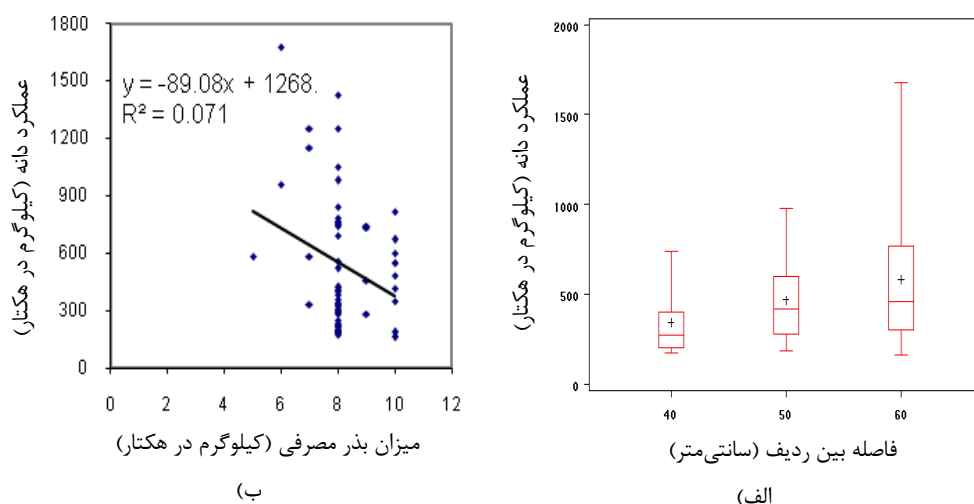 2000
1500
1000
500
0
40
50
60
عملکرد دانه (کیلوگرم در هکتار)
فاصله بین ردیف (سانتی‌متر)
الف)
1800
1500
1200
900
600
300
0
0
2
4
6
8
10
12
y = -89.08x + 1268.
R² = 0.071
عملکرد دانه (کیلوگرم در هکتار)
میزان بذر مصرفی (کیلوگرم در هکتار)
ب)